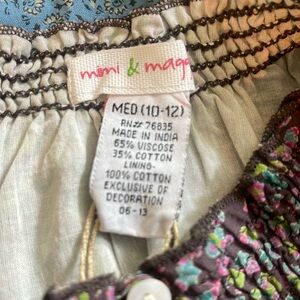 mimi & mag
MED (10-12)
RN# 76835
MADE IN INDIA
65% VISCOSE
35% COTTON
LINING-
100% COTTON
EXCLUSIVE OF
DECORATION
06-13